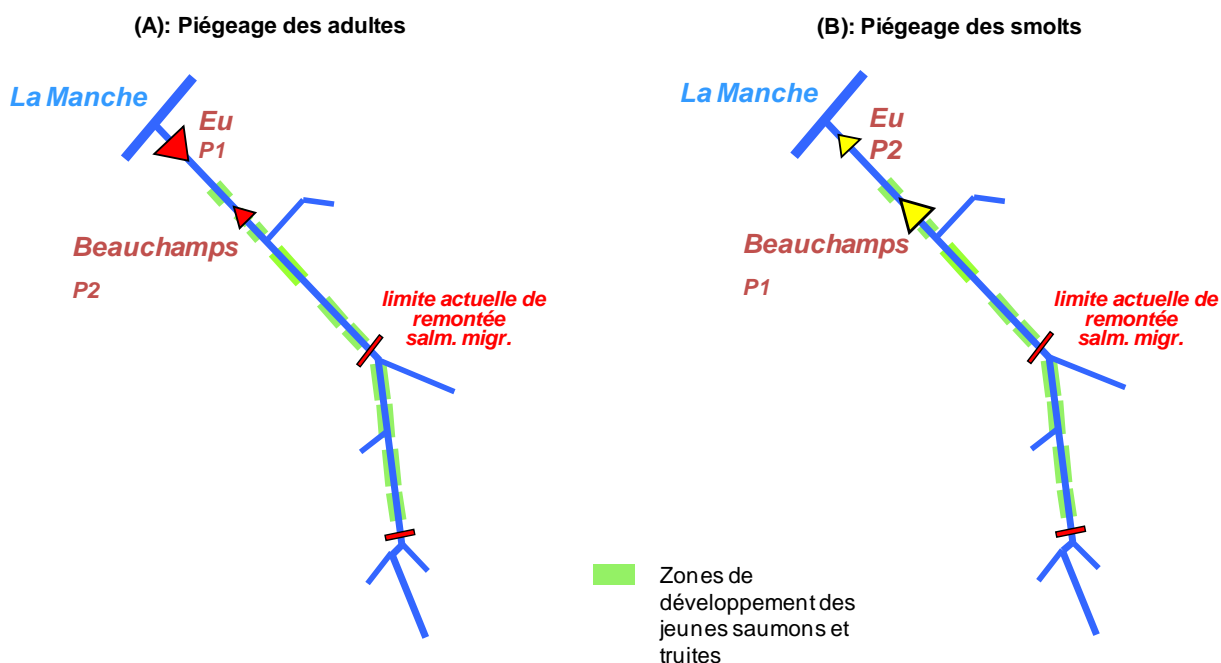 (A): Piégeage des adultes
La Manche
Eu
P1
Beauchamps
P2
limite actuelle de
remontée
salm. migr.
(B): Piégeage des smolts
La Manche
Eu
P2
Beauchamps
P1
limite actuelle de
remontée
salm. migr.
Zones de
développement des
jeunes saumons et
truites